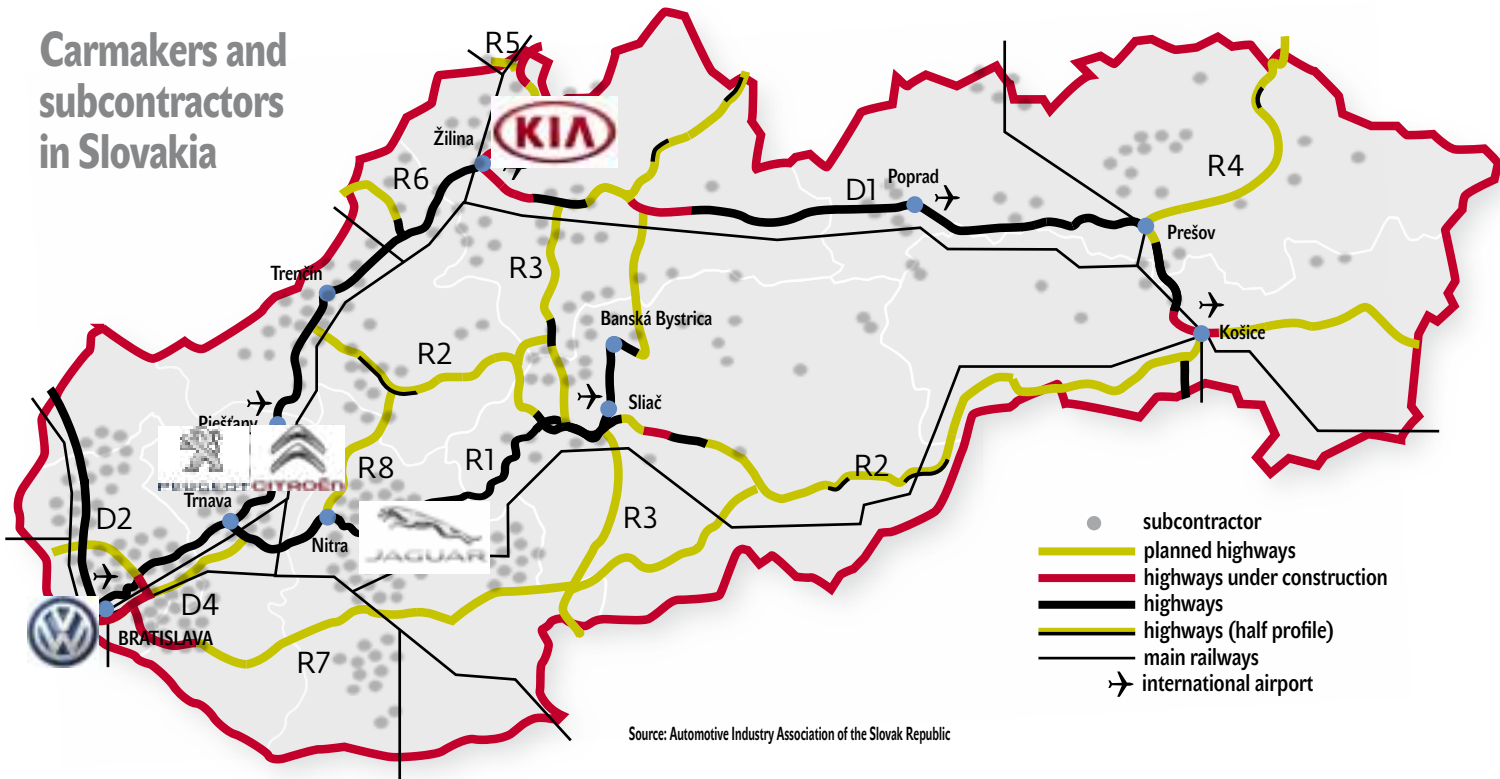 Carmakers and
subcontractors
in Slovakia
R5
KIA
Žilina
R6
D1
Poprad
R4
Prešov
Trenčín
R3
Banská Bystrica
Košice
R2
Sliač
Piešťany
PEUGEOT
CITROËN
R8
R1
R2
Trnava
D2
Nitra
JAGUAR
R3
D4
BRATISLAVA
R7
subcontractor
planned highways
highways under construction
highways
highways (half profile)
main railways
international airport
Source: Automotive Industry Association of the Slovak Republic